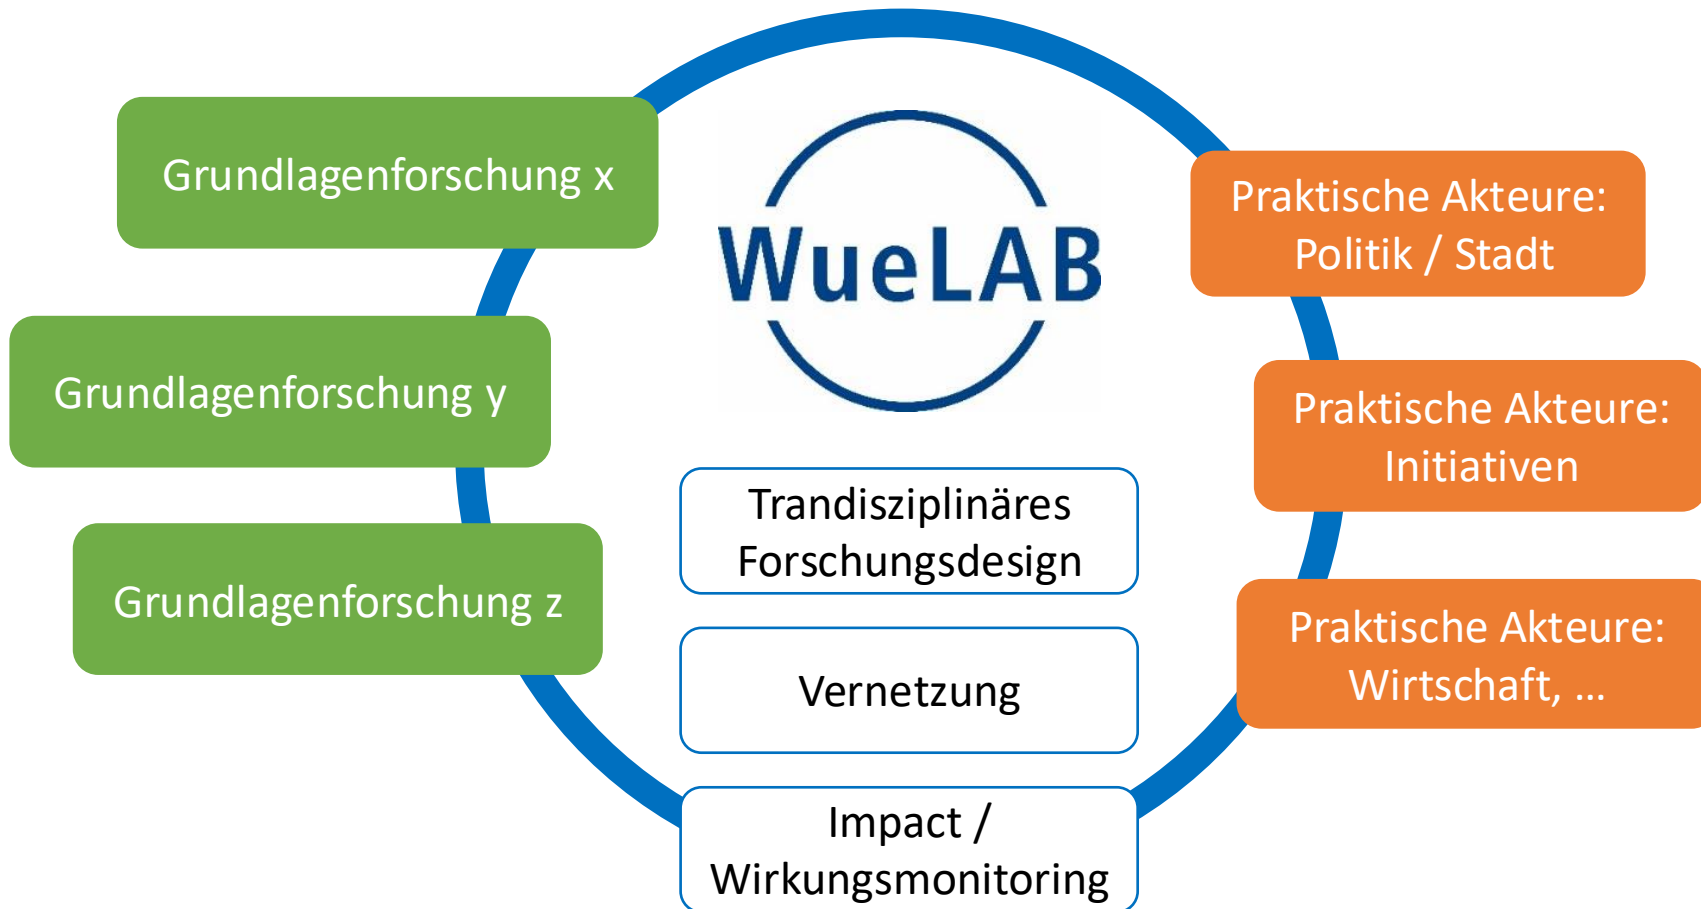 Grundlagenforschung x
Grundlagenforschung y
Grundlagenforschung z
WueLAB
Trandisziplinäres
Forschungsdesign
Vernetzung
Impact /
Wirkungsmonitoring
Praktische Akteure:
Politik / Stadt
Praktische Akteure:
Initiativen
Praktische Akteure:
Wirtschaft, ...